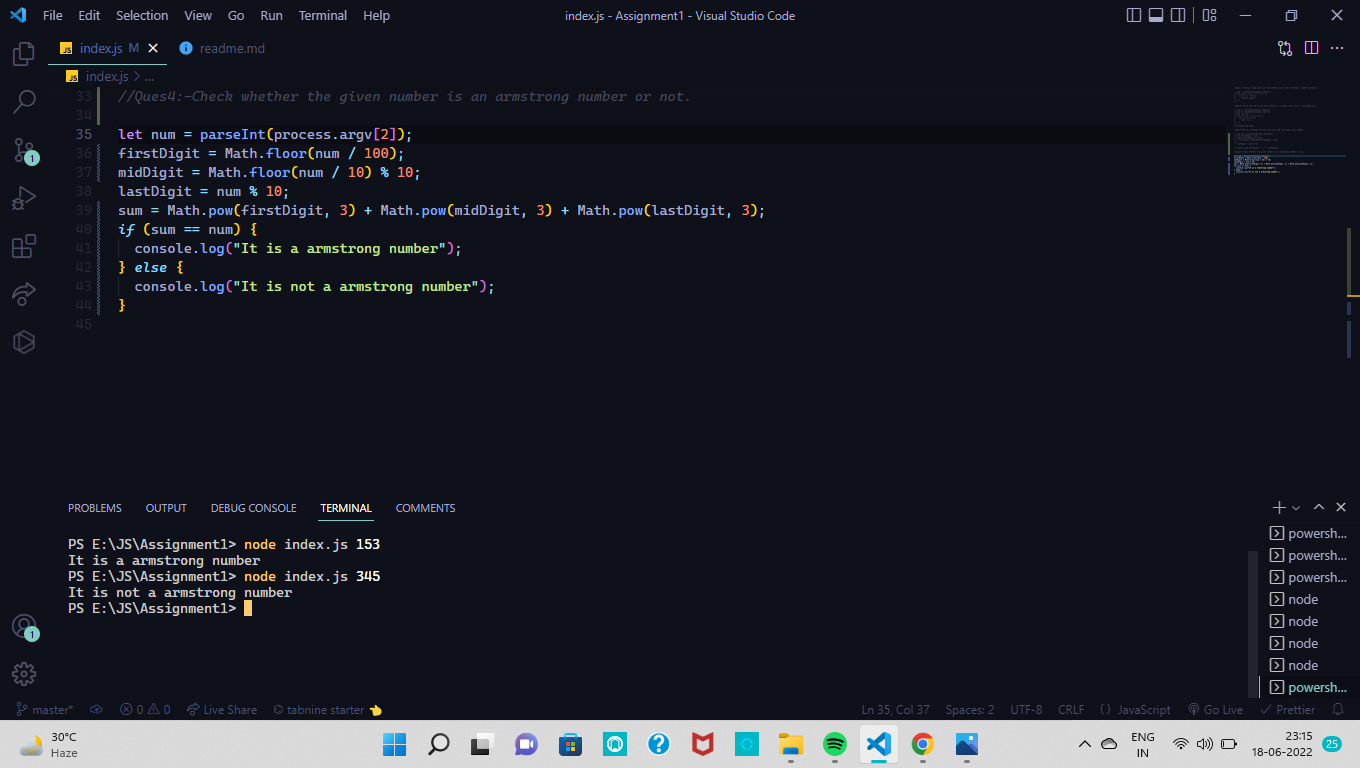 File Edit Selection View Go Run Terminal Help index.js - Assignment1 - Visual Studio Code
JS index.js M i readme.md
JS index.js > ...
33 //Ques4:-Check whether the given number is an armstrong number or not.
34
35 let num = parseInt(process.argv[2]);
36 firstDigit = Math.floor(num / 100);
37 midDigit = Math.floor(num / 10) % 10;
38 lastDigit = num % 10;
39 sum = Math.pow(firstDigit, 3) + Math.pow(midDigit, 3) + Math.pow(lastDigit, 3);
40 if (sum == num) {
41 console.log("It is a armstrong number");
42 } else {
43 console.log("It is not a armstrong number");
44 }
45
1
PROBLEMS OUTPUT DEBUG CONSOLE TERMINAL COMMENTS
PS E:\JS\Assignment1> node index.js 153
It is a armstrong number
PS E:\JS\Assignment1> node index.js 345
It is not a armstrong number
PS E:\JS\Assignment1>
powersh...
powersh...
powersh...
node
node
node
node
powersh...
1
master* 0 0 Live Share tabnine starter Ln 35, Col 37 Spaces: 2 UTF-8 CRLF {} JavaScript Go Live Prettier
30°C
Haze
ENG
IN
23:15
18-06-2022
25